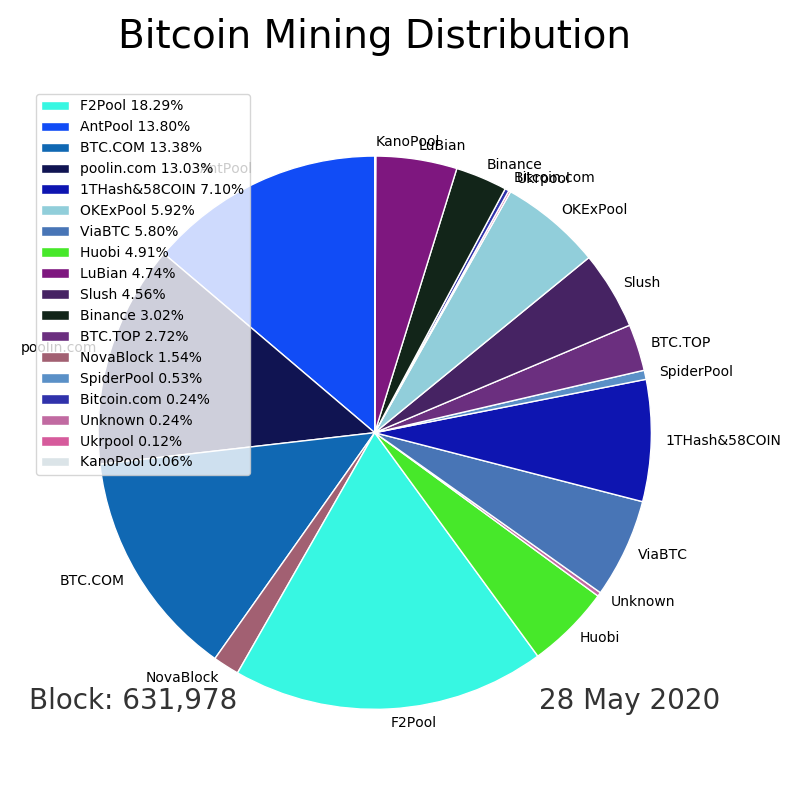 Bitcoin Mining Distribution
F2Pool 18.29%
AntPool 13.80%
BTC.COM 13.38%
poolin.com 13.03%
1THash&58COIN 7.10%
OKExPool 5.92%
ViaBTC 5.80%
Huobi 4.91%
LuBian 4.74%
Slush 4.56%
Binance 3.02%
BTC.TOP 2.72%
NovaBlock 1.54%
SpiderPool 0.53%
Bitcoin.com 0.24%
Unknown 0.24%
Ukrpool 0.12%
KanoPool 0.06%
KanoPool
LuBian
Binance
Bitcoin.com
Ukrpool
OKExPool
Slush
BTC.TOP
SpiderPool
1THash&58COIN
ViaBTC
Unknown
Huobi
F2Pool
NovaBlock
BTC.COM
poolin.com
AntPool
Block: 631,978
28 May 2020